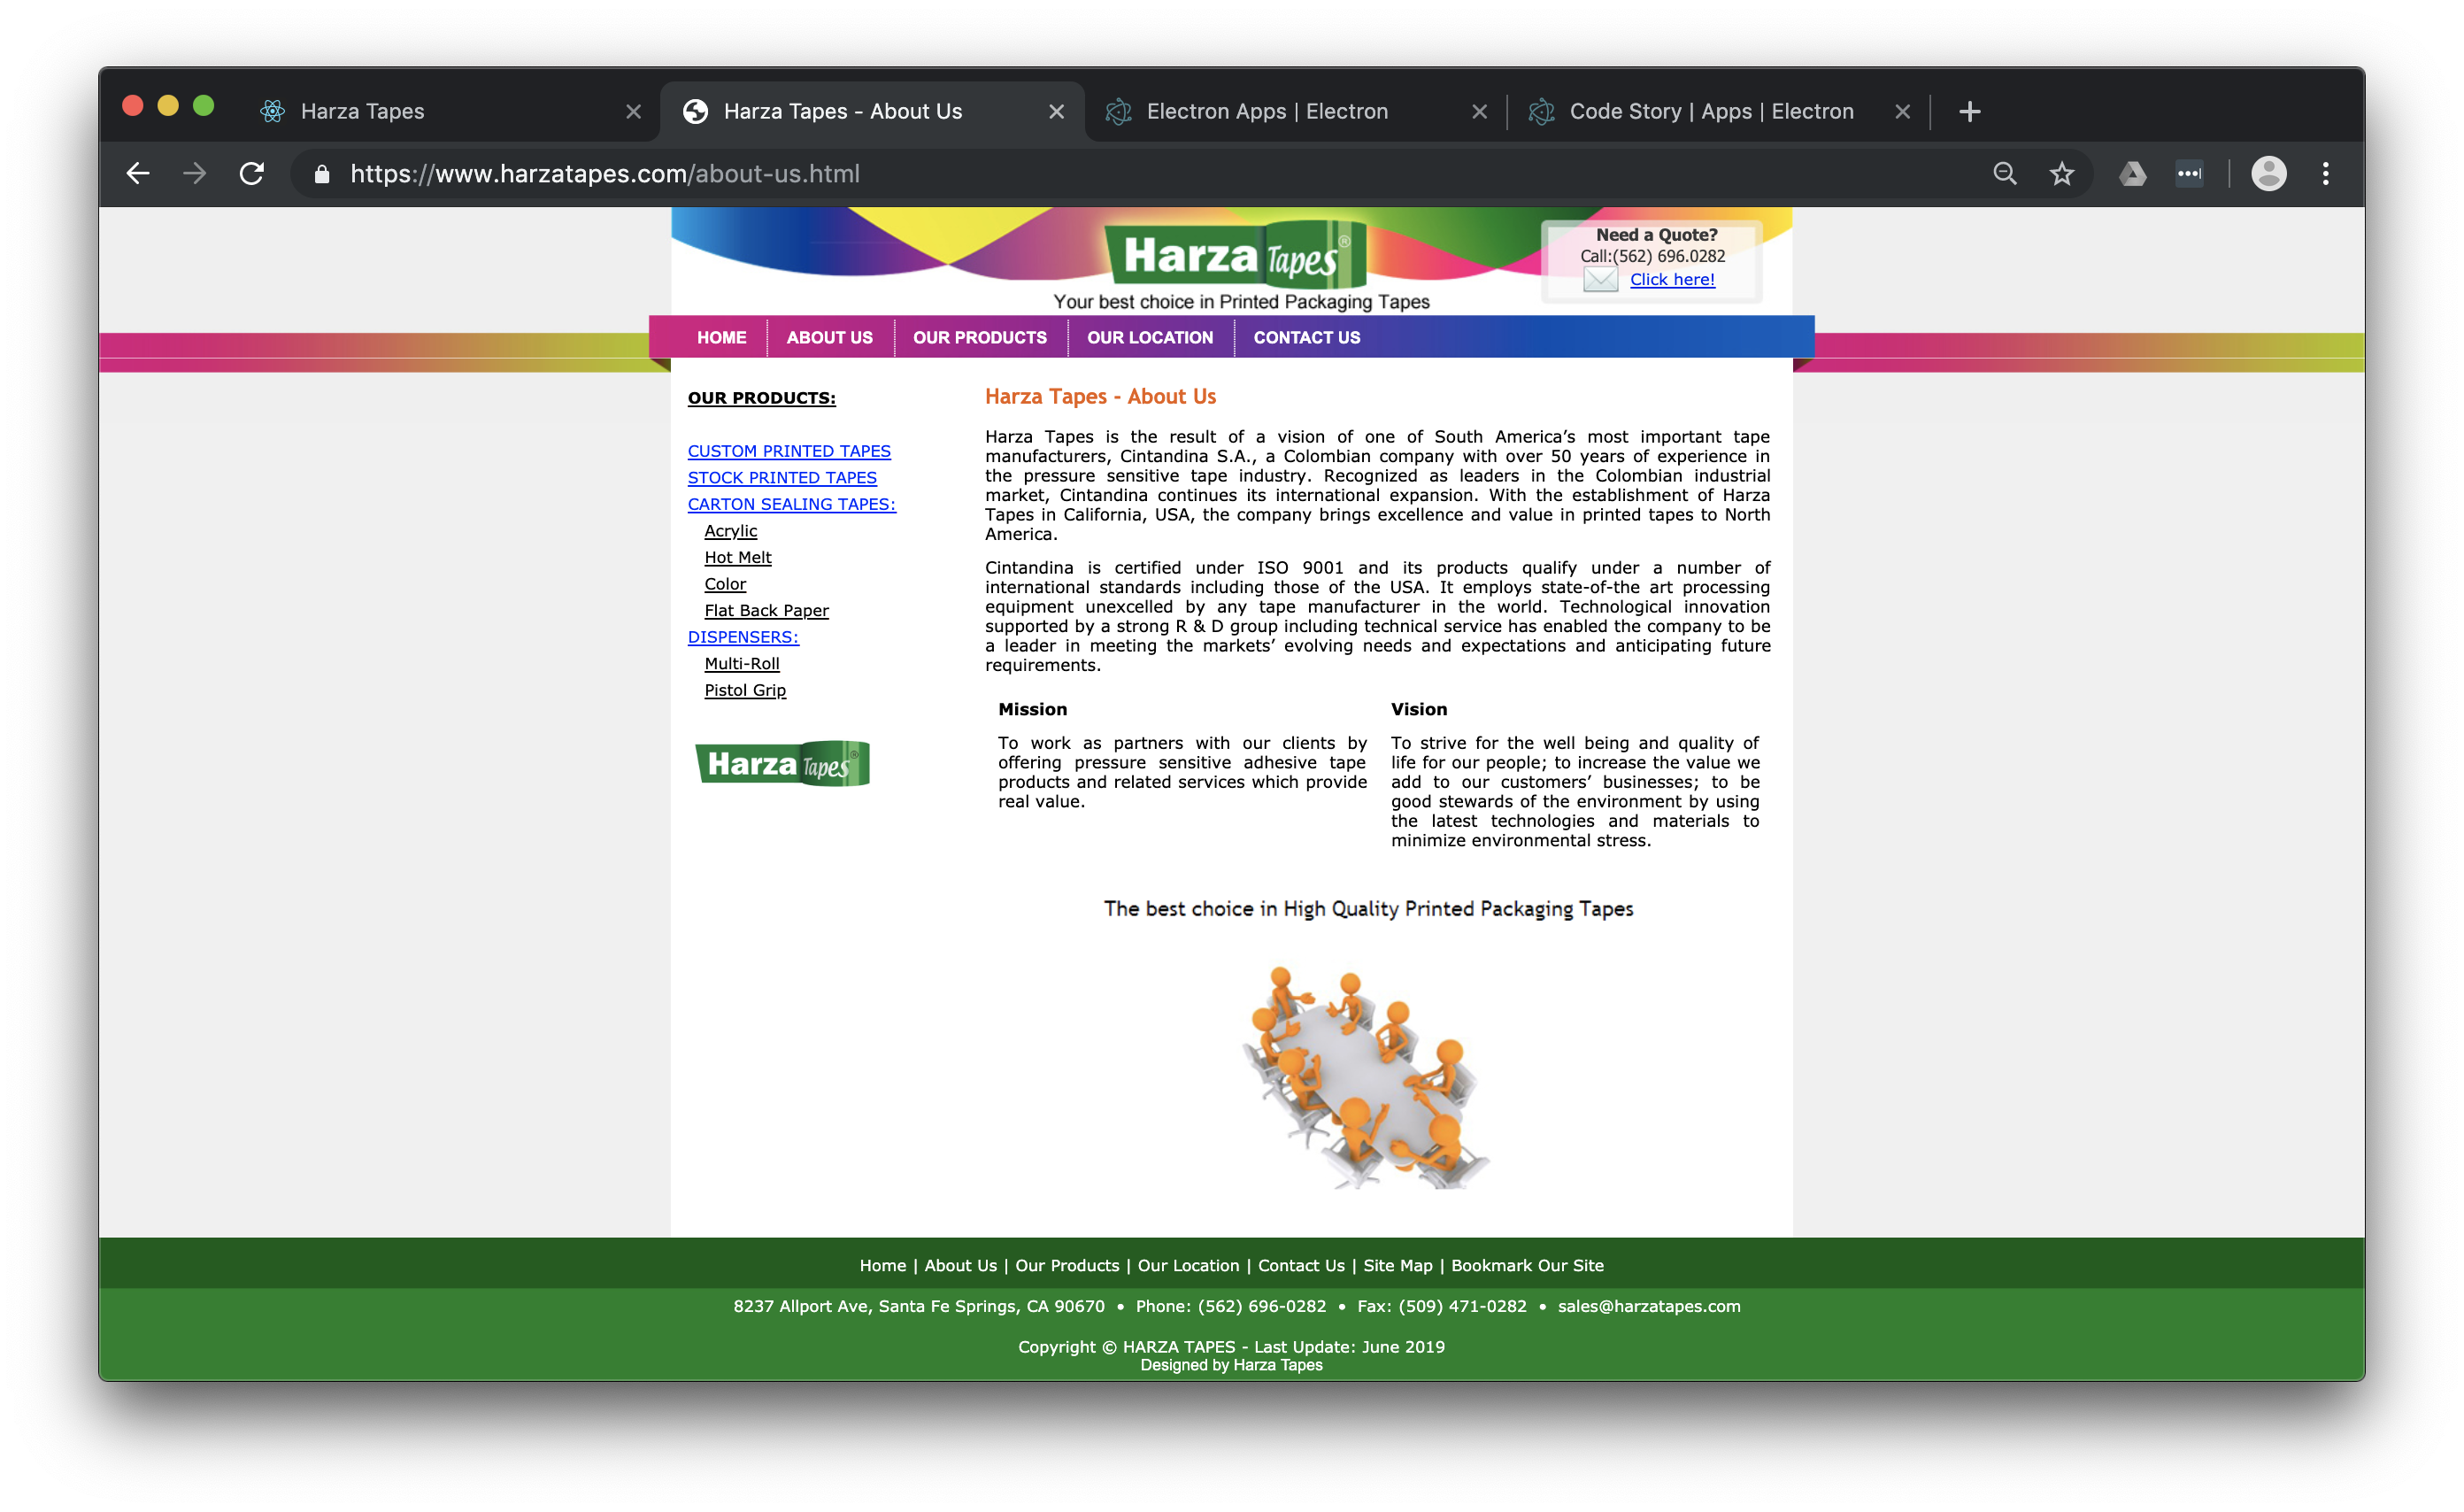 Harza Tapes
Harza Tapes - About Us
Electron Apps | Electron
Code Story | Apps | Electron
https://www.harzatapes.com/about-us.html
Harza Tapes®
Your best choice in Printed Packaging Tapes
Need a Quote?
Call:(562) 696.0282
Click here!
HOME
ABOUT US
OUR PRODUCTS
OUR LOCATION
CONTACT US
OUR PRODUCTS:
CUSTOM PRINTED TAPES
STOCK PRINTED TAPES
CARTON SEALING TAPES:
Acrylic
Hot Melt
Color
Flat Back Paper
DISPENSERS:
Multi-Roll
Pistol Grip
Harza Tapes®
Harza Tapes - About Us
Harza Tapes is the result of a vision of one of South America’s most important tape
manufacturers, Cintandina S.A., a Colombian company with over 50 years of experience in
the pressure sensitive tape industry. Recognized as leaders in the Colombian industrial
market, Cintandina continues its international expansion. With the establishment of Harza
Tapes in California, USA, the company brings excellence and value in printed tapes to North
America.
Cintandina is certified under ISO 9001 and its products qualify under a number of
international standards including those of the USA. It employs state-of-the art processing
equipment unexcelled by any tape manufacturer in the world. Technological innovation
supported by a strong R & D group including technical service has enabled the company to be
a leader in meeting the markets’ evolving needs and expectations and anticipating future
requirements.
Mission
To work as partners with our clients by
offering pressure sensitive adhesive tape
products and related services which provide
real value.
Vision
To strive for the well being and quality of
life for our people; to increase the value we
add to our customers’ businesses; to be
good stewards of the environment by using
the latest technologies and materials to
minimize environmental stress.
The best choice in High Quality Printed Packaging Tapes
Home | About Us | Our Products | Our Location | Contact Us | Site Map | Bookmark Our Site
8237 Allport Ave, Santa Fe Springs, CA 90670 • Phone: (562) 696-0282 • Fax: (509) 471-0282 • sales@harzatapes.com
Copyright © HARZA TAPES - Last Update: June 2019
Designed by Harza Tapes